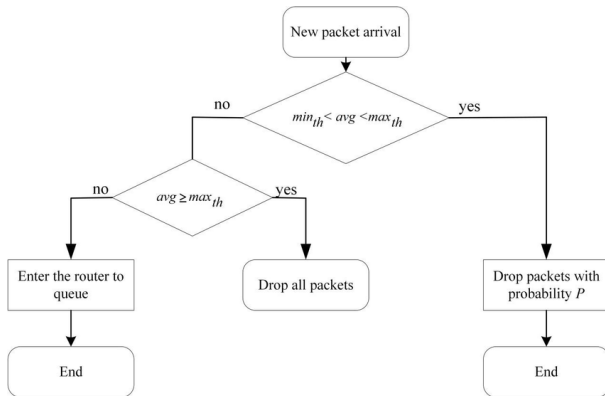 New packet arrival
no
yes
min_th < avg < max_th
no
yes
avg ≥ max_th
Enter the router to
queue
Drop all packets
Drop packets with
probability P
End
End